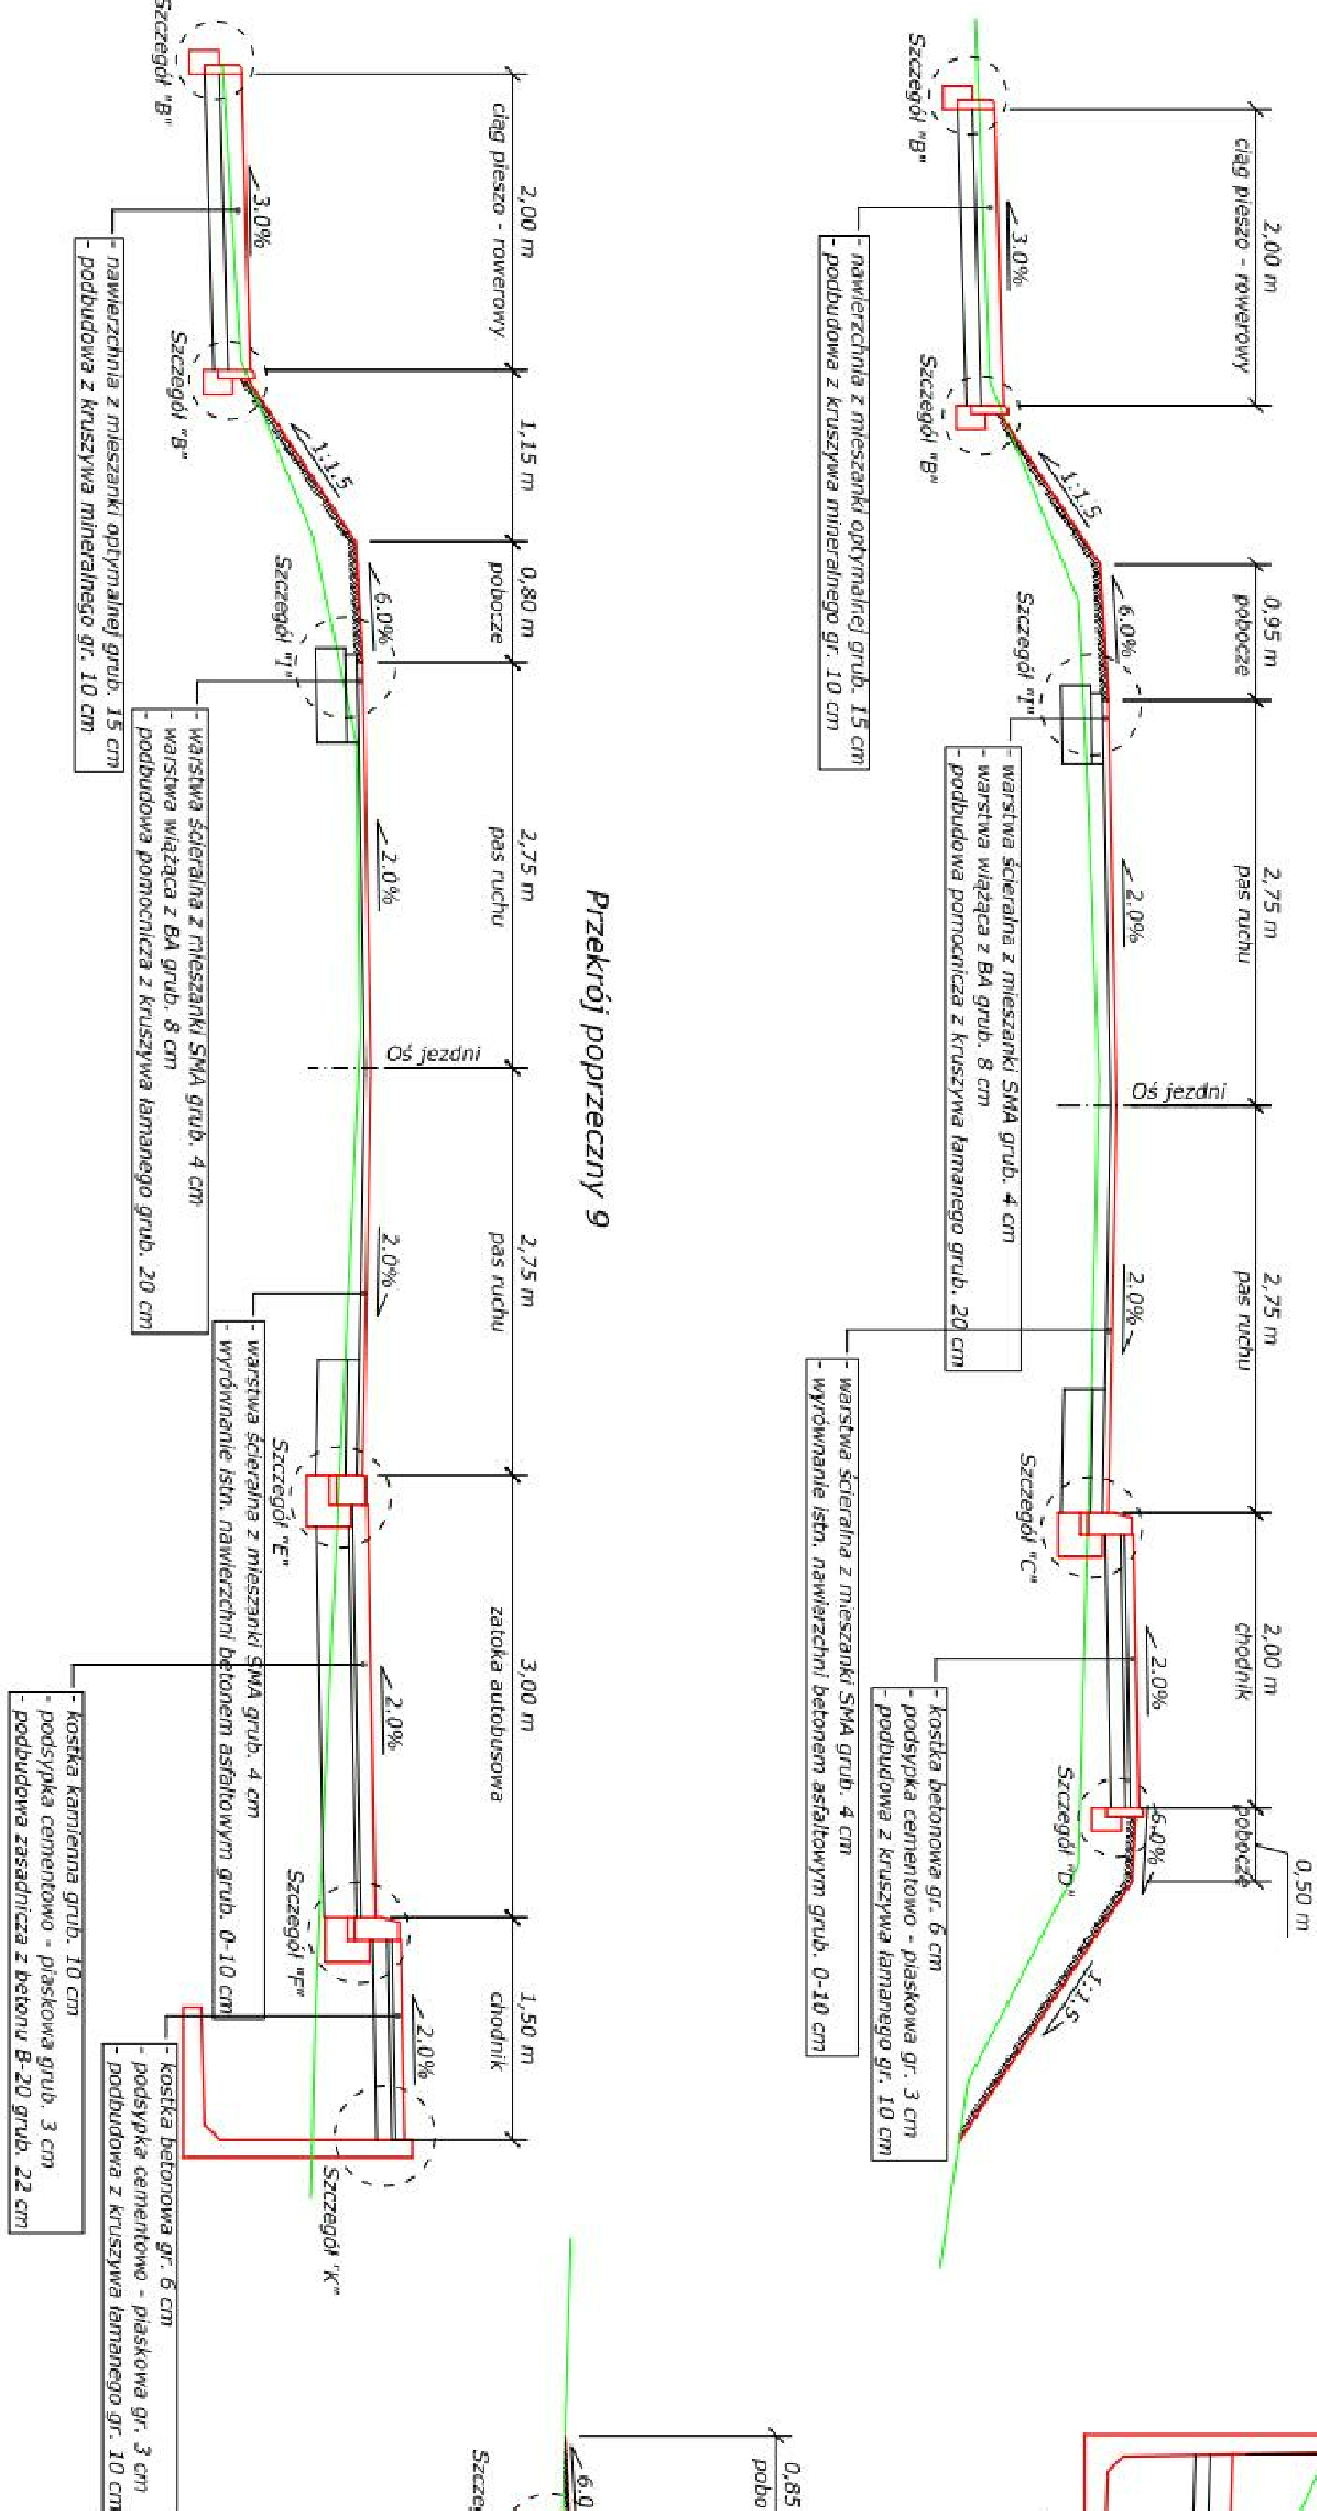 2,00 m
ciąg pieszo - rowerowy
0,95 m
pobocze
2,75 m
pas ruchu
2,75 m
pas ruchu
2,00 m
chodnik
pobocze
0,50 m
Oś jezdni
3.0%
1:1.5
6.0%
2.0%
2.0%
2.0%
6.0%
1:1.5
Szczegół "B"
Szczegół "B"
Szczegół "I"
Szczegół "C"
Szczegół "D"
- nawierzchnia z mieszanki optymalnej grub. 15 cm
- podbudowa z kruszywa mineralnego gr. 10 cm
- warstwa ścieralna z mieszanki SMA grub. 4 cm
- warstwa wiążąca z BA grub. 8 cm
- podbudowa pomocnicza z kruszywa łamanego grub. 20 cm
- warstwa ścieralna z mieszanki SMA grub. 4 cm
- wyrównanie istn. nawierzchni betonem asfaltowym grub. 0-10 cm
- kostka betonowa gr. 6 cm
- podsypka cementowo - piaskowa gr. 3 cm
- podbudowa z kruszywa łamanego gr. 10 cm
Przekrój poprzeczny 9
2,00 m
ciąg pieszo - rowerowy
1,15 m
0,80 m
pobocze
2,75 m
pas ruchu
2,75 m
pas ruchu
3,00 m
zatoka autobusowa
1,50 m
chodnik
Oś jezdni
3.0%
1:1.5
6.0%
2.0%
2.0%
2.0%
2.0%
Szczegół "B"
Szczegół "B"
Szczegół "I"
Szczegół "E"
Szczegół "F"
Szczegół "K"
- nawierzchnia z mieszanki optymalnej grub. 15 cm
- podbudowa z kruszywa mineralnego gr. 10 cm
- warstwa ścieralna z mieszanki SMA grub. 4 cm
- warstwa wiążąca z BA grub. 8 cm
- podbudowa pomocnicza z kruszywa łamanego grub. 20 cm
- warstwa ścieralna z mieszanki SMA grub. 4 cm
- wyrównanie istn. nawierzchni betonem asfaltowym grub. 0-10 cm
- kostka kamienna grub. 10 cm
- podsypka cementowo - piaskowa grub. 3 cm
- podbudowa zasadnicza z betonu B-20 grub. 22 cm
- kostka betonowa gr. 6 cm
- podsypka cementowo - piaskowa gr. 3 cm
- podbudowa z kruszywa łamanego gr. 10 cm
0,85
pobo
6.0
Szczeg